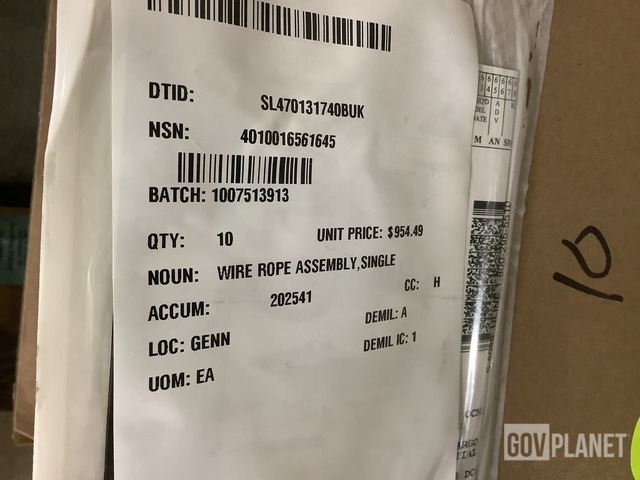 DTID: SL470131740BUK
NSN: 4010016561645
BATCH: 1007513913
QTY: 10 UNIT PRICE: $954.49
NOUN: WIRE ROPE ASSEMBLY,SINGLE
ACCUM: 202541 CC: H
LOC: GENN DEMIL: A
UOM: EA DEMIL IC: 1
A
D
V
M AN
10
GOVPLANET